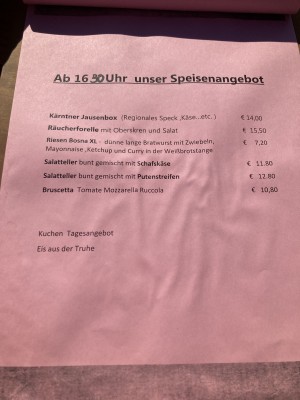 Ab 16 30 Uhr unser Speisenangebot
Kärntner Jausenbox (Regionales Speck ,Käse...etc. ) € 14,00
Räucherforelle mit Oberskren und Salat € 15,50
Riesen Bosna XL - dünne lange Bratwurst mit Zwiebeln, € 7,20
Mayonnaise ,Ketchup und Curry in der Weißbrotstange
Salatteller bunt gemischt mit Schafskäse € 11.80
Salatteller bunt gemischt mit Putenstreifen € 12.80
Bruscetta Tomate Mozzarella Ruccola € 10,80
Kuchen Tagesangebot
Eis aus der Truhe